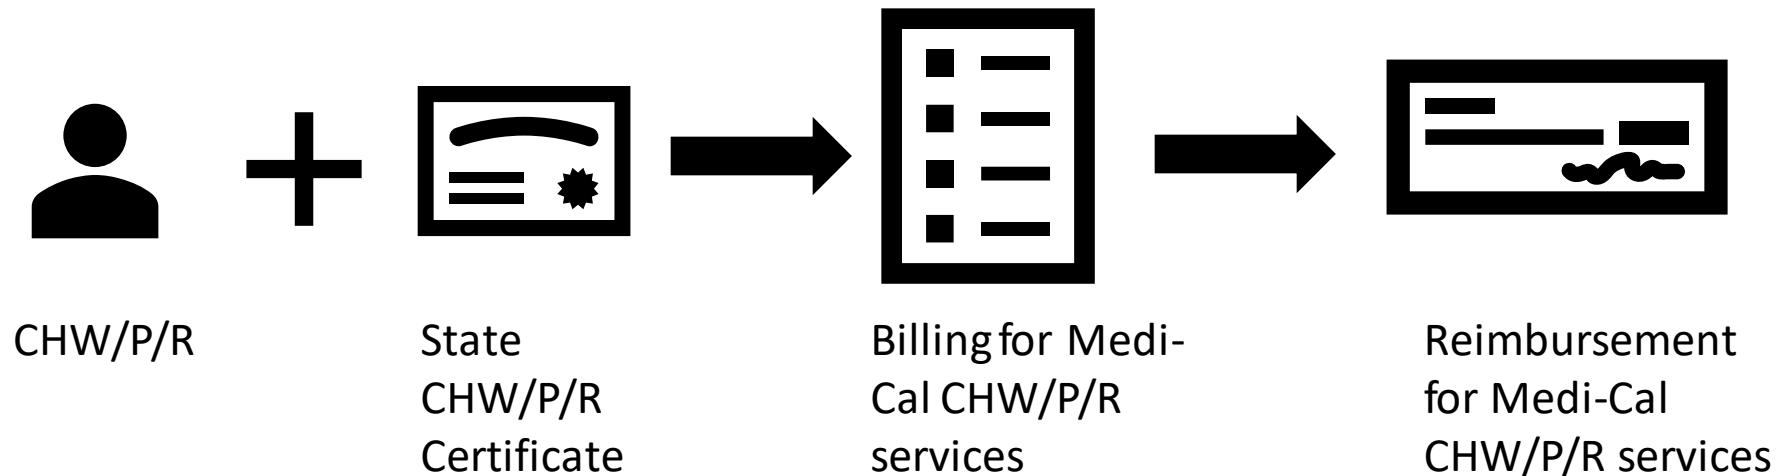 CHW/P/R
State
CHW/P/R
Certificate
Billing for Medi-
Cal CHW/P/R
services
Reimbursement
for Medi-Cal
CHW/P/R services